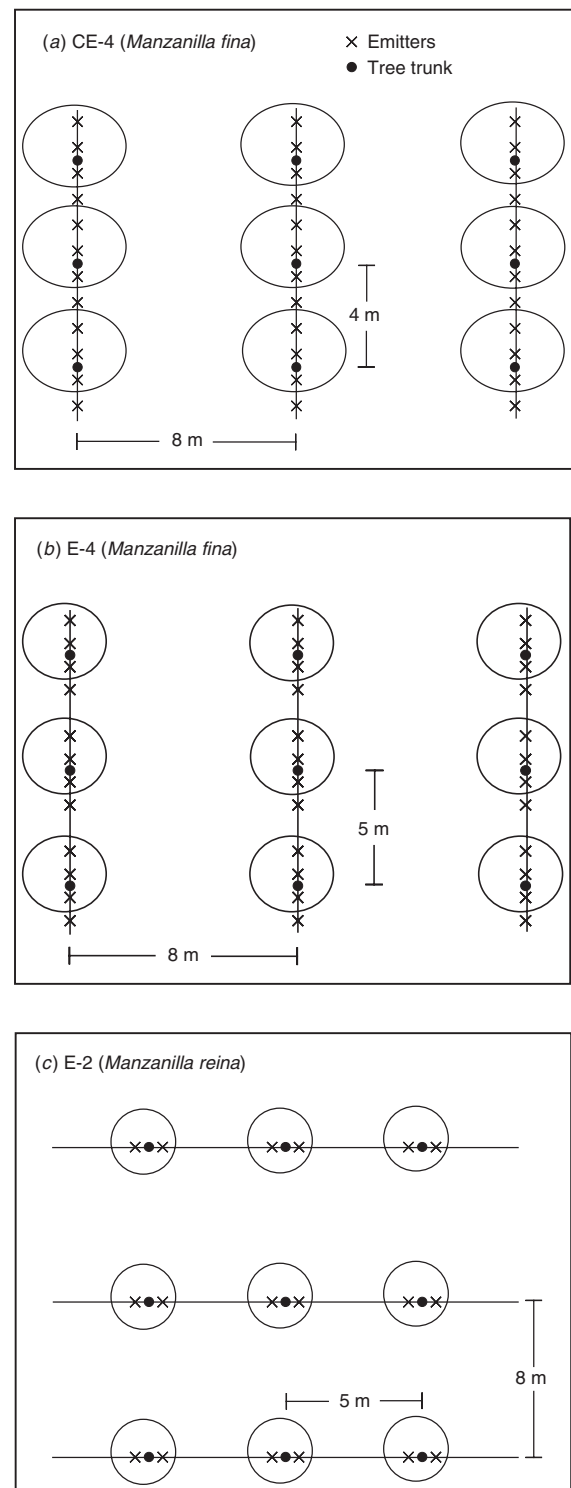 (a) CE-4 (Manzanilla fina)
× Emitters
● Tree trunk
4 m
8 m
(b) E-4 (Manzanilla fina)
5 m
8 m
(c) E-2 (Manzanilla reina)
8 m
5 m